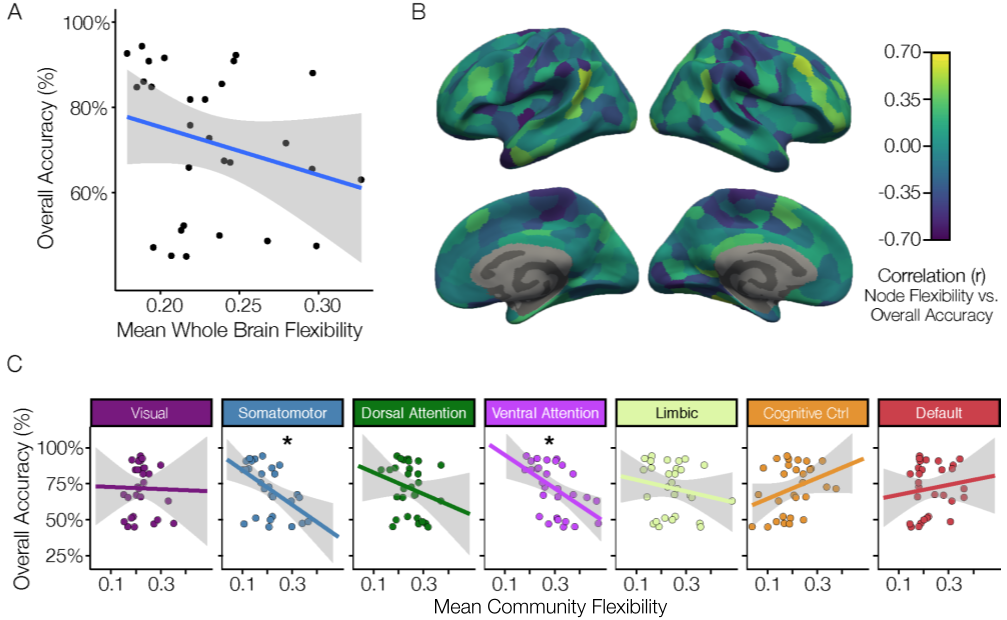 A
100%
80%
60%
Overall Accuracy (%)
0.20 0.25 0.30
Mean Whole Brain Flexibility
B
0.70
0.35
0.00
-0.35
-0.70
Correlation (r)
Node Flexibility vs.
Overall Accuracy
C
Visual Somatomotor Dorsal Attention Ventral Attention Limbic Cognitive Ctrl Default
* *
100%
75%
50%
25%
Overall Accuracy (%)
0.1 0.3 0.1 0.3 0.1 0.3 0.1 0.3 0.1 0.3 0.1 0.3 0.1 0.3
Mean Community Flexibility